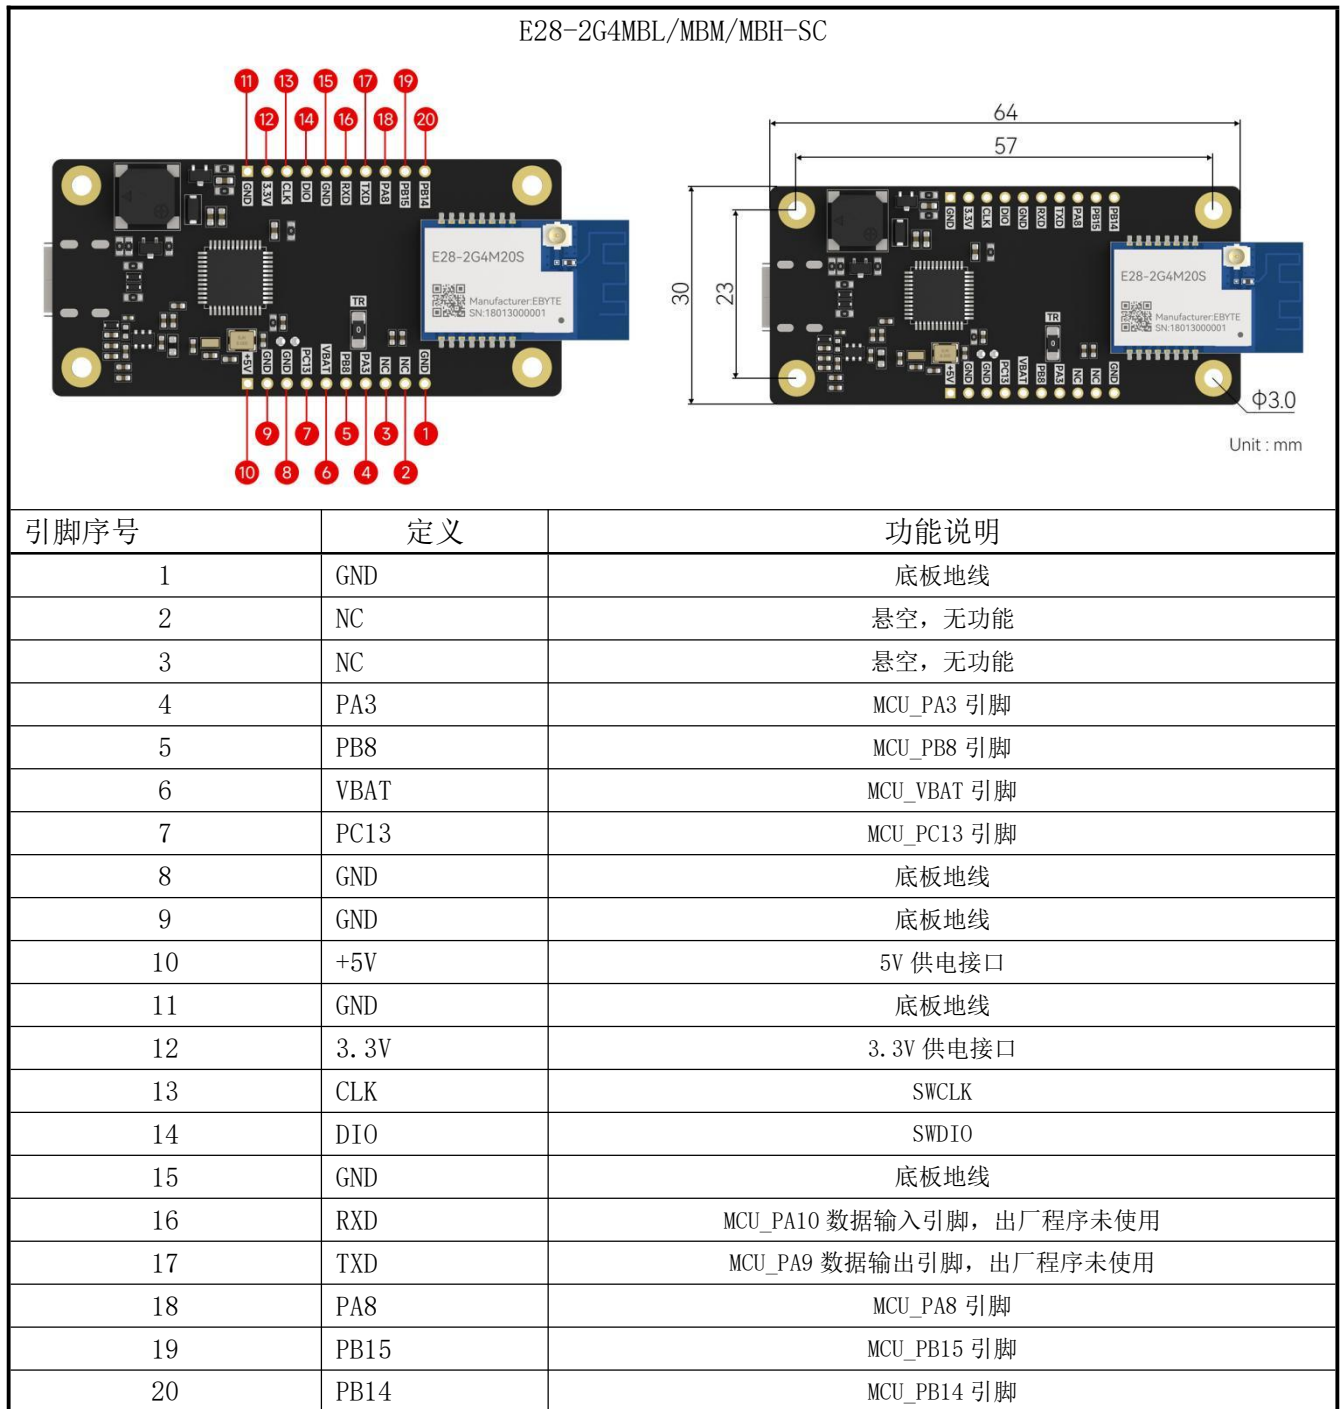 E28-2G4MBL/MBM/MBH-SC
11 13 15 17 19
12 14 16 18 20
GND 3.3V CLK DIO GND RXD TXD PA8 PB15 PB14
E28-2G4M20S
Manufacturer:EBYTE
SN:18013000001
TR
0
+5V GND GND PC13 VBAT PB8 PA3 NC NC GND
9 7 5 3 1
10 8 6 4 2
64
57
30
23
GND 3.3V CLK DIO GND RXD TXD PA8 PB15 PB14
E28-2G4M20S
Manufacturer:EBYTE
SN:18013000001
TR
0
+5V GND GND PC13 VBAT PB8 PA3 NC NC GND
Φ3.0
Unit : mm
引脚序号 定义 功能说明
1 GND 底板地线
2 NC 悬空，无功能
3 NC 悬空，无功能
4 PA3 MCU_PA3 引脚
5 PB8 MCU_PB8 引脚
6 VBAT MCU_VBAT 引脚
7 PC13 MCU_PC13 引脚
8 GND 底板地线
9 GND 底板地线
10 +5V 5V 供电接口
11 GND 底板地线
12 3.3V 3.3V 供电接口
13 CLK SWCLK
14 DIO SWDIO
15 GND 底板地线
16 RXD MCU_PA10 数据输入引脚，出厂程序未使用
17 TXD MCU_PA9 数据输出引脚，出厂程序未使用
18 PA8 MCU_PA8 引脚
19 PB15 MCU_PB15 引脚
20 PB14 MCU_PB14 引脚